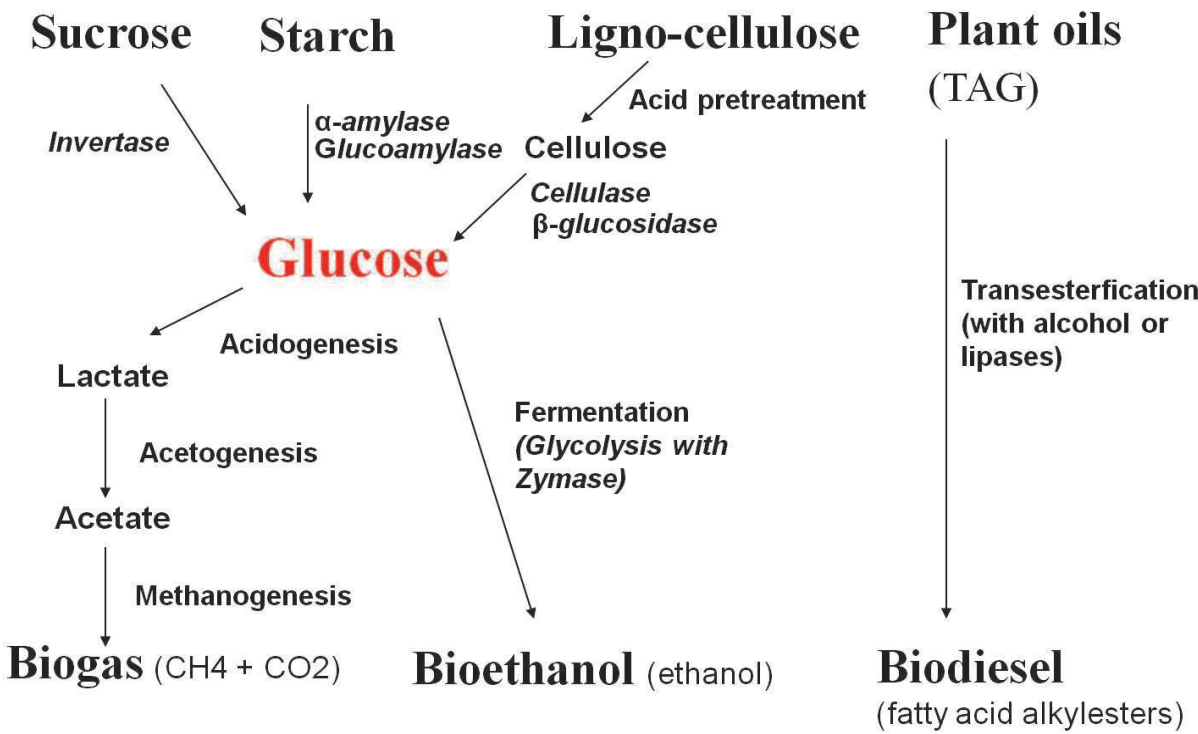 Sucrose
Starch
Ligno-cellulose
Plant oils
(TAG)
Acid pretreatment
Invertase
α-amylase
Glucoamylase
Cellulose
Cellulase
β-glucosidase
Glucose
Transesterfication
(with alcohol or
lipases)
Acidogenesis
Lactate
Fermentation
(Glycolysis with
Zymase)
Acetogenesis
Acetate
Methanogenesis
Biogas (CH4 + CO2)
Bioethanol (ethanol)
Biodiesel
(fatty acid alkylesters)